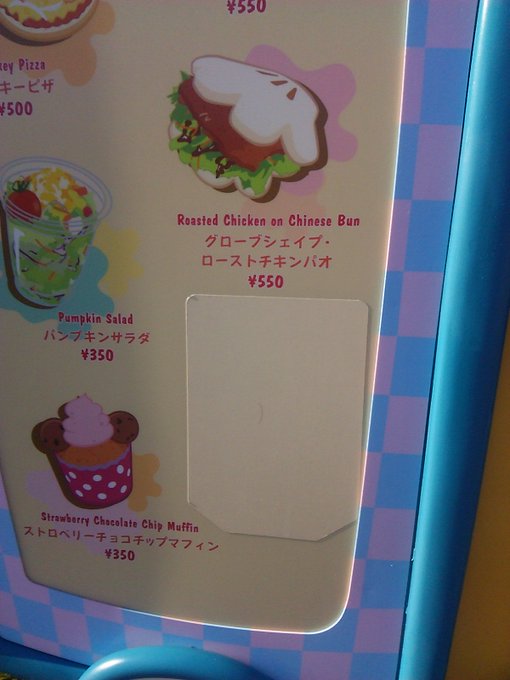 ¥550
key Pizza
キーピザ
¥500
Roasted Chicken on Chinese Bun
グローブシェイプ・
ローストチキンパオ
¥550
Pumpkin Salad
パンプキンサラダ
¥350
Strawberry Chocolate Chip Muffin
ストロベリーチョコチップマフィン
¥350